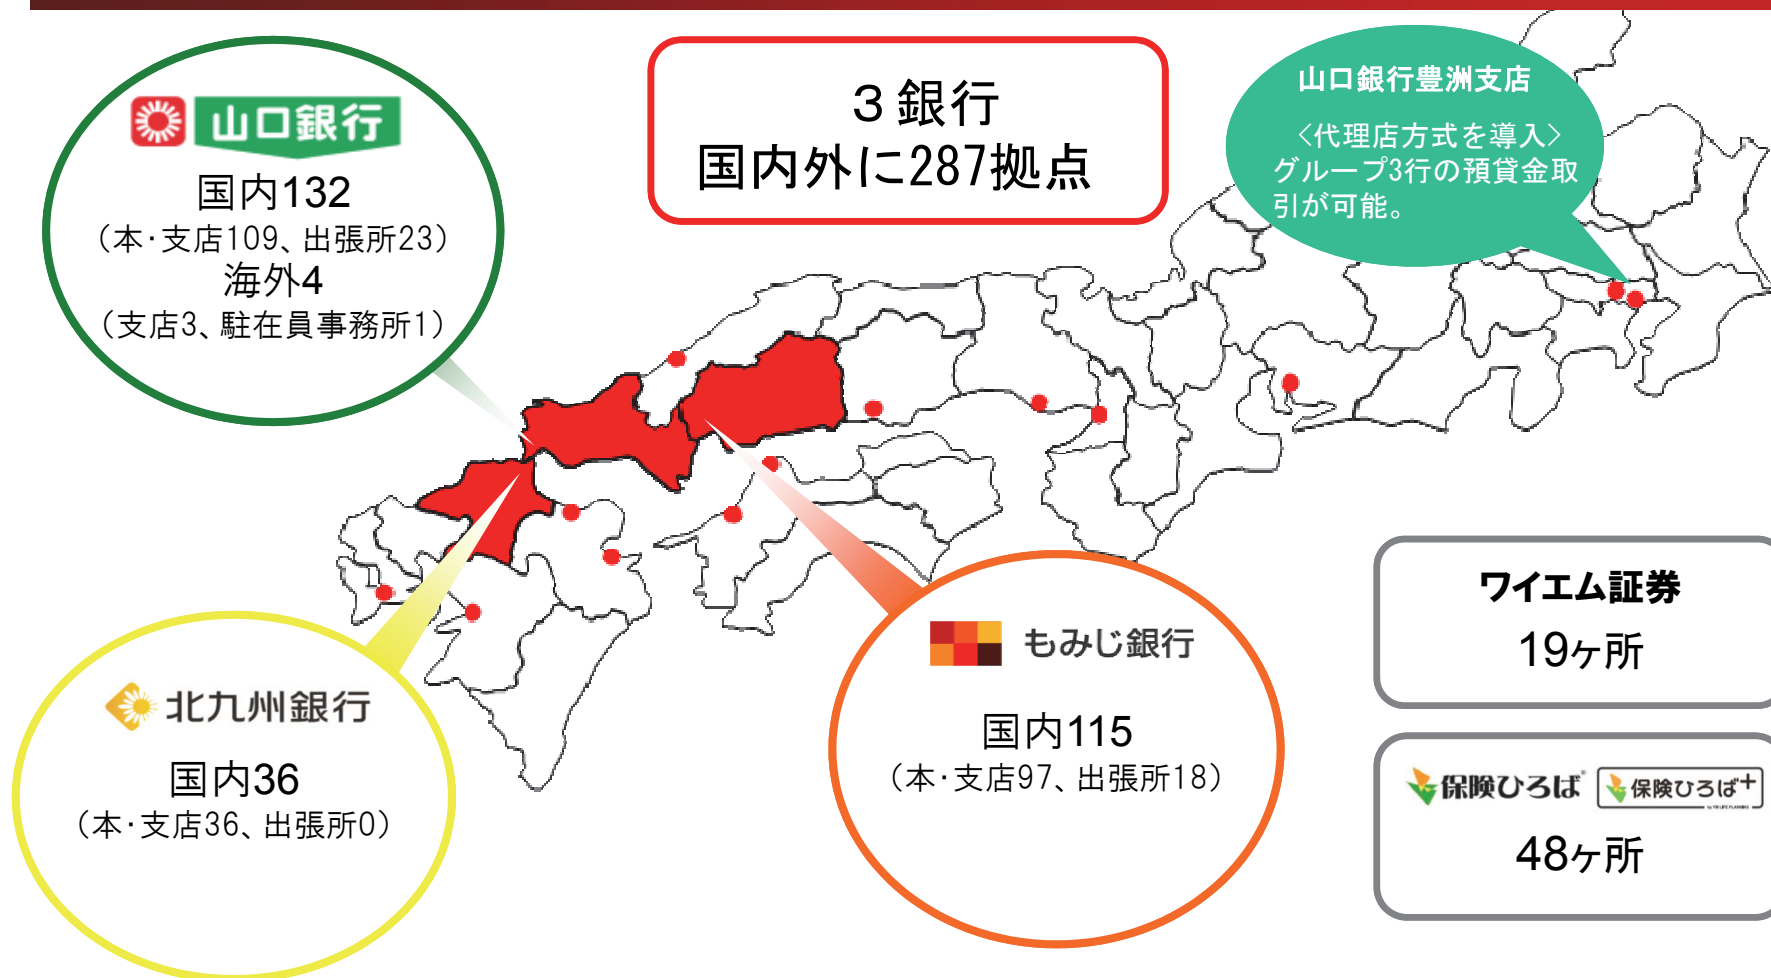 山口銀行
国内132
(本・支店109、出張所23)
海外4
(支店3、駐在員事務所1)
3銀行
国内外に287拠点
山口銀行豊洲支店
<代理店方式を導入>
グループ3行の預貸金取
引が可能。
北九州銀行
国内36
(本・支店36、出張所0)
もみじ銀行
国内115
(本・支店97、出張所18)
ワイエム証券
19ヶ所
保険ひろば 保険ひろば+
48ヶ所